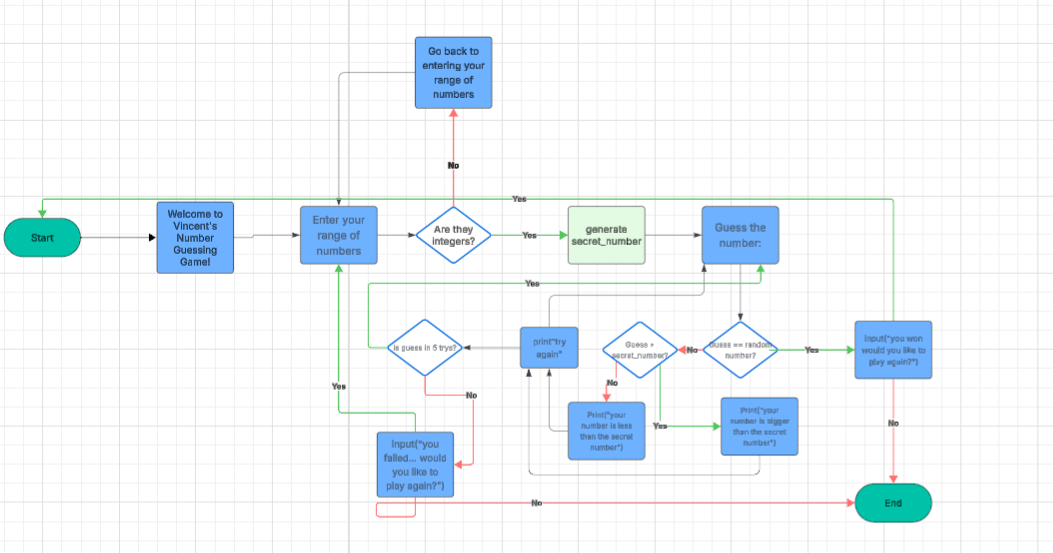 Go back to
entering your
range of
numbers
No
Yes
Start
Welcome to
Vincent's
Number
Guessing
Game!
Enter your
range of
numbers
Are they
integers?
Yes
generate
secret_number
Guess the
number:
Yes
is guess in 5 trys?
print"try
again"
Guess +
secret_number?
No
Guess == random
number?
Yes
Input("you won
would you like to
play again?")
Yes
No
No
Print("your
number is less
than the secret
number")
Yes
Print("your
number is bigger
than the secret
number")
No
Input("you
failed... would
you like to
play again?")
No
End